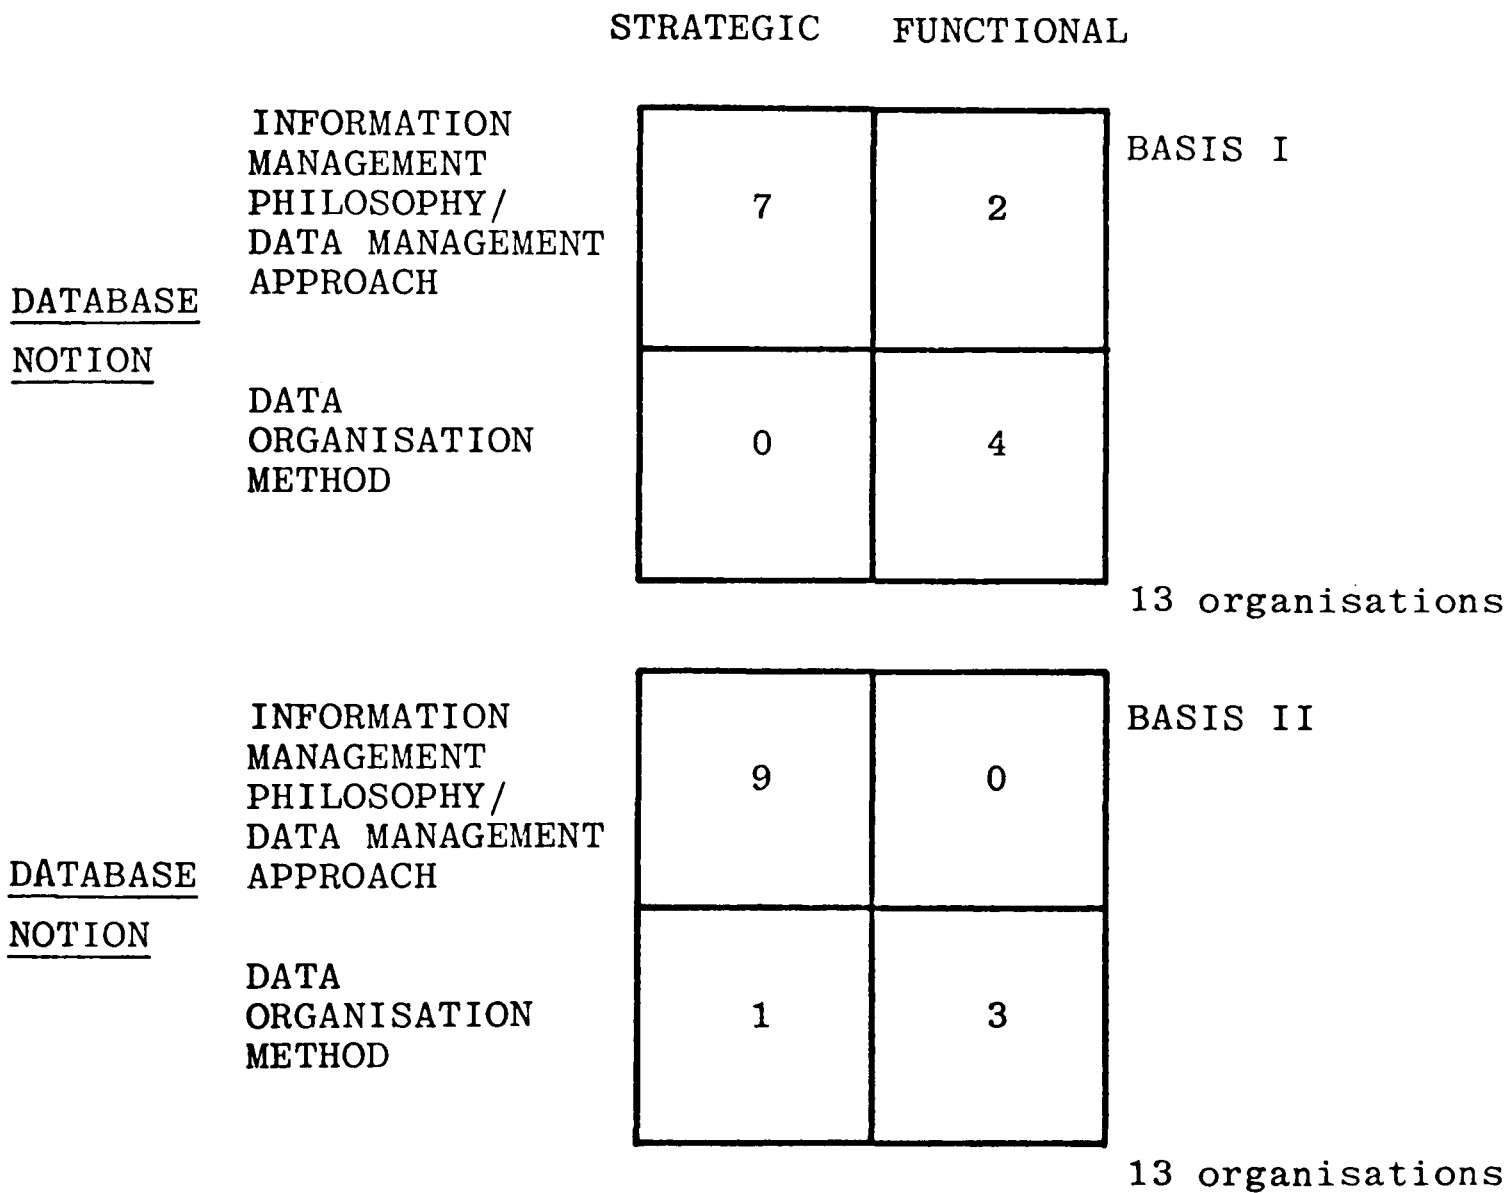 STRATEGIC FUNCTIONAL
INFORMATION
MANAGEMENT
PHILOSOPHY/
DATA MANAGEMENT
APPROACH
7 2
BASIS I
DATABASE
NOTION
DATA
ORGANISATION
METHOD
0 4
13 organisations
INFORMATION
MANAGEMENT
PHILOSOPHY/
DATA MANAGEMENT
APPROACH
9 0
BASIS II
DATABASE
NOTION
DATA
ORGANISATION
METHOD
1 3
13 organisations